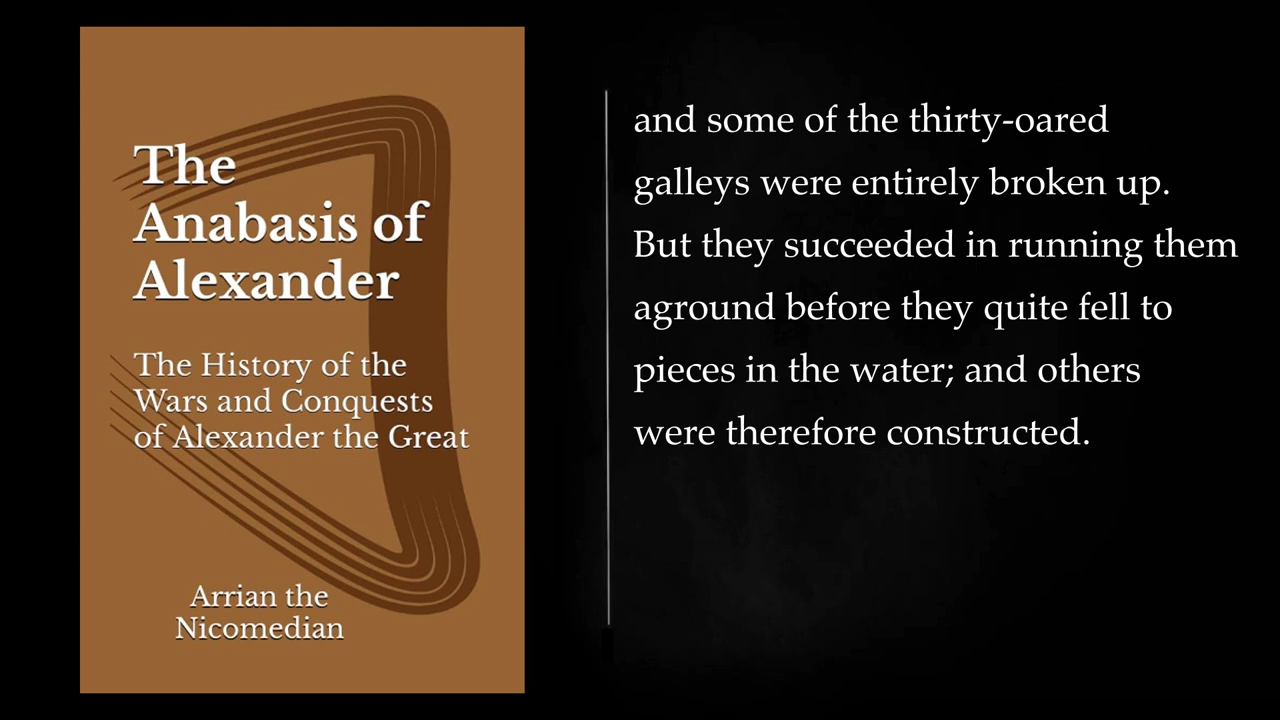 The
Anabasis of
Alexander
The History of the
Wars and Conquests
of Alexander the Great
Arrian the
Nicomedian
and some of the thirty-oared
galleys were entirely broken up.
But they succeeded in running them
aground before they quite fell to
pieces in the water; and others
were therefore constructed.